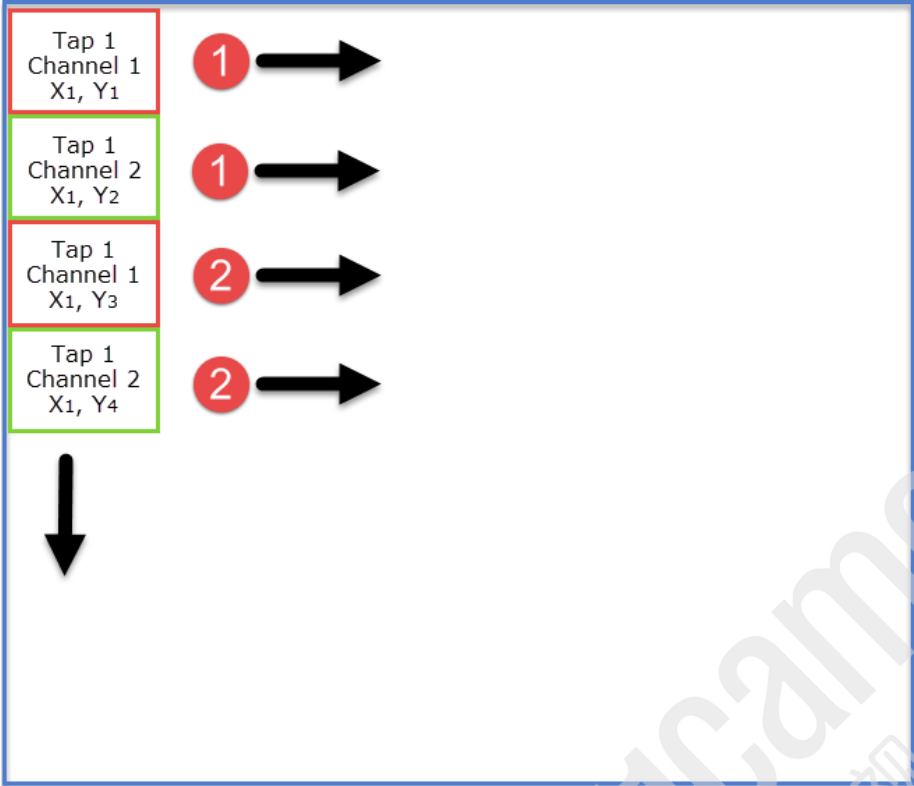 Tap 1
Channel 1
X1, Y1
1
Tap 1
Channel 2
X1, Y2
1
Tap 1
Channel 1
X1, Y3
2
Tap 1
Channel 2
X1, Y4
2